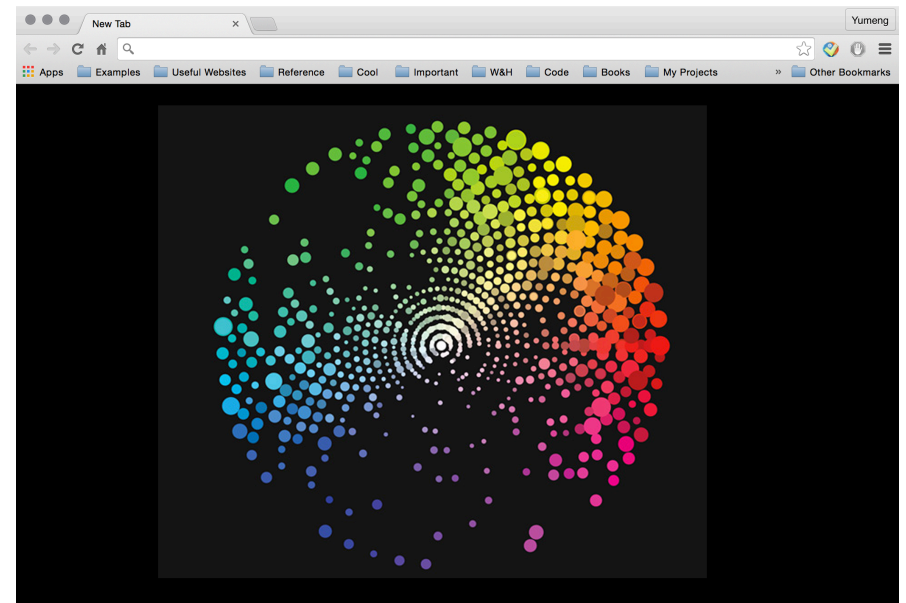 New Tab
Yumeng
Apps Examples Useful Websites Reference Cool Important W&H Code Books My Projects » Other Bookmarks